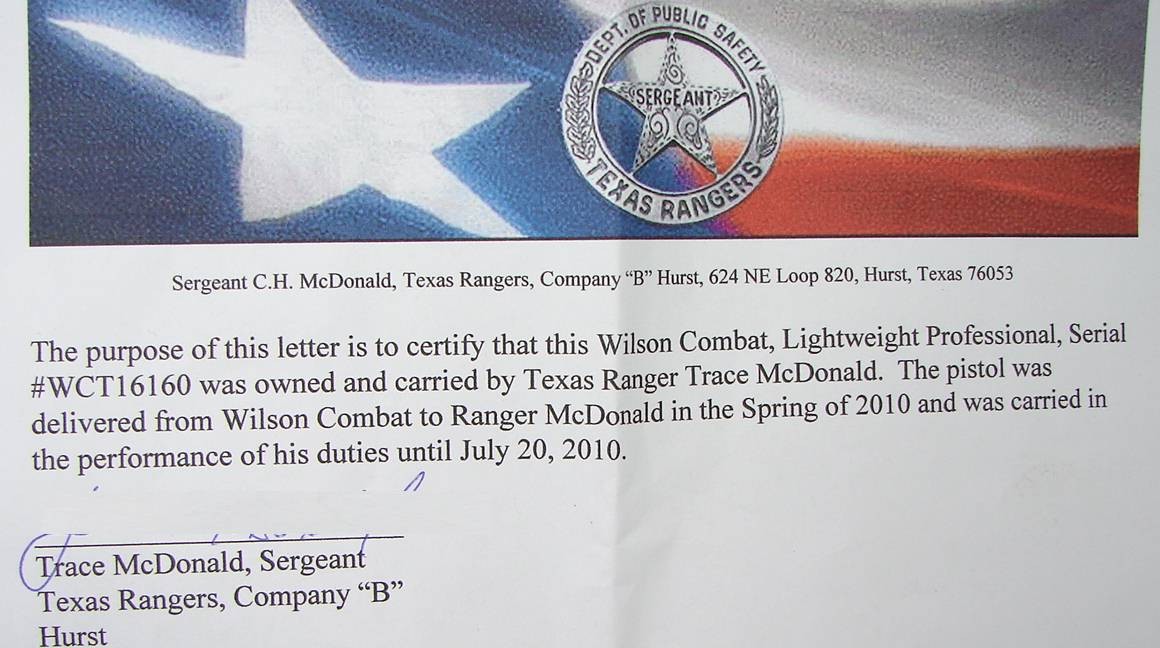 DEPT. OF PUBLIC SAFETY
SERGEANT
TEXAS RANGERS
Sergeant C.H. McDonald, Texas Rangers, Company “B” Hurst, 624 NE Loop 820, Hurst, Texas 76053
The purpose of this letter is to certify that this Wilson Combat, Lightweight Professional, Serial
#WCT16160 was owned and carried by Texas Ranger Trace McDonald.  The pistol was
delivered from Wilson Combat to Ranger McDonald in the Spring of 2010 and was carried in
the performance of his duties until July 20, 2010.
Trace McDonald, Sergeant
Texas Rangers, Company “B”
Hurst